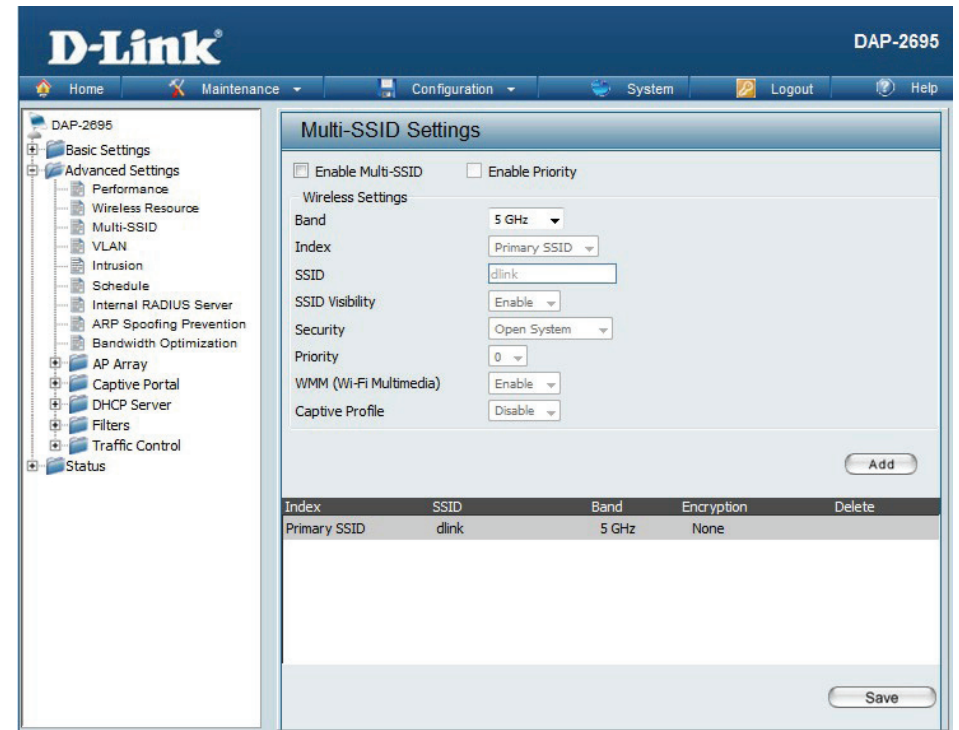 D-Link®
DAP-2695
Home Maintenance Configuration System Logout Help
DAP-2695
Basic Settings
Advanced Settings
Performance
Wireless Resource
Multi-SSID
VLAN
Intrusion
Schedule
Internal RADIUS Server
ARP Spoofing Prevention
Bandwidth Optimization
AP Array
Captive Portal
DHCP Server
Filters
Traffic Control
Status
Multi-SSID Settings
Enable Multi-SSID Enable Priority
Wireless Settings
Band 5 GHz
Index Primary SSID
SSID dlink
SSID Visibility Enable
Security Open System
Priority 0
WMM (Wi-Fi Multimedia) Enable
Captive Profile Disable
Add
Index SSID Band Encryption Delete
Primary SSID dlink 5 GHz None
Save